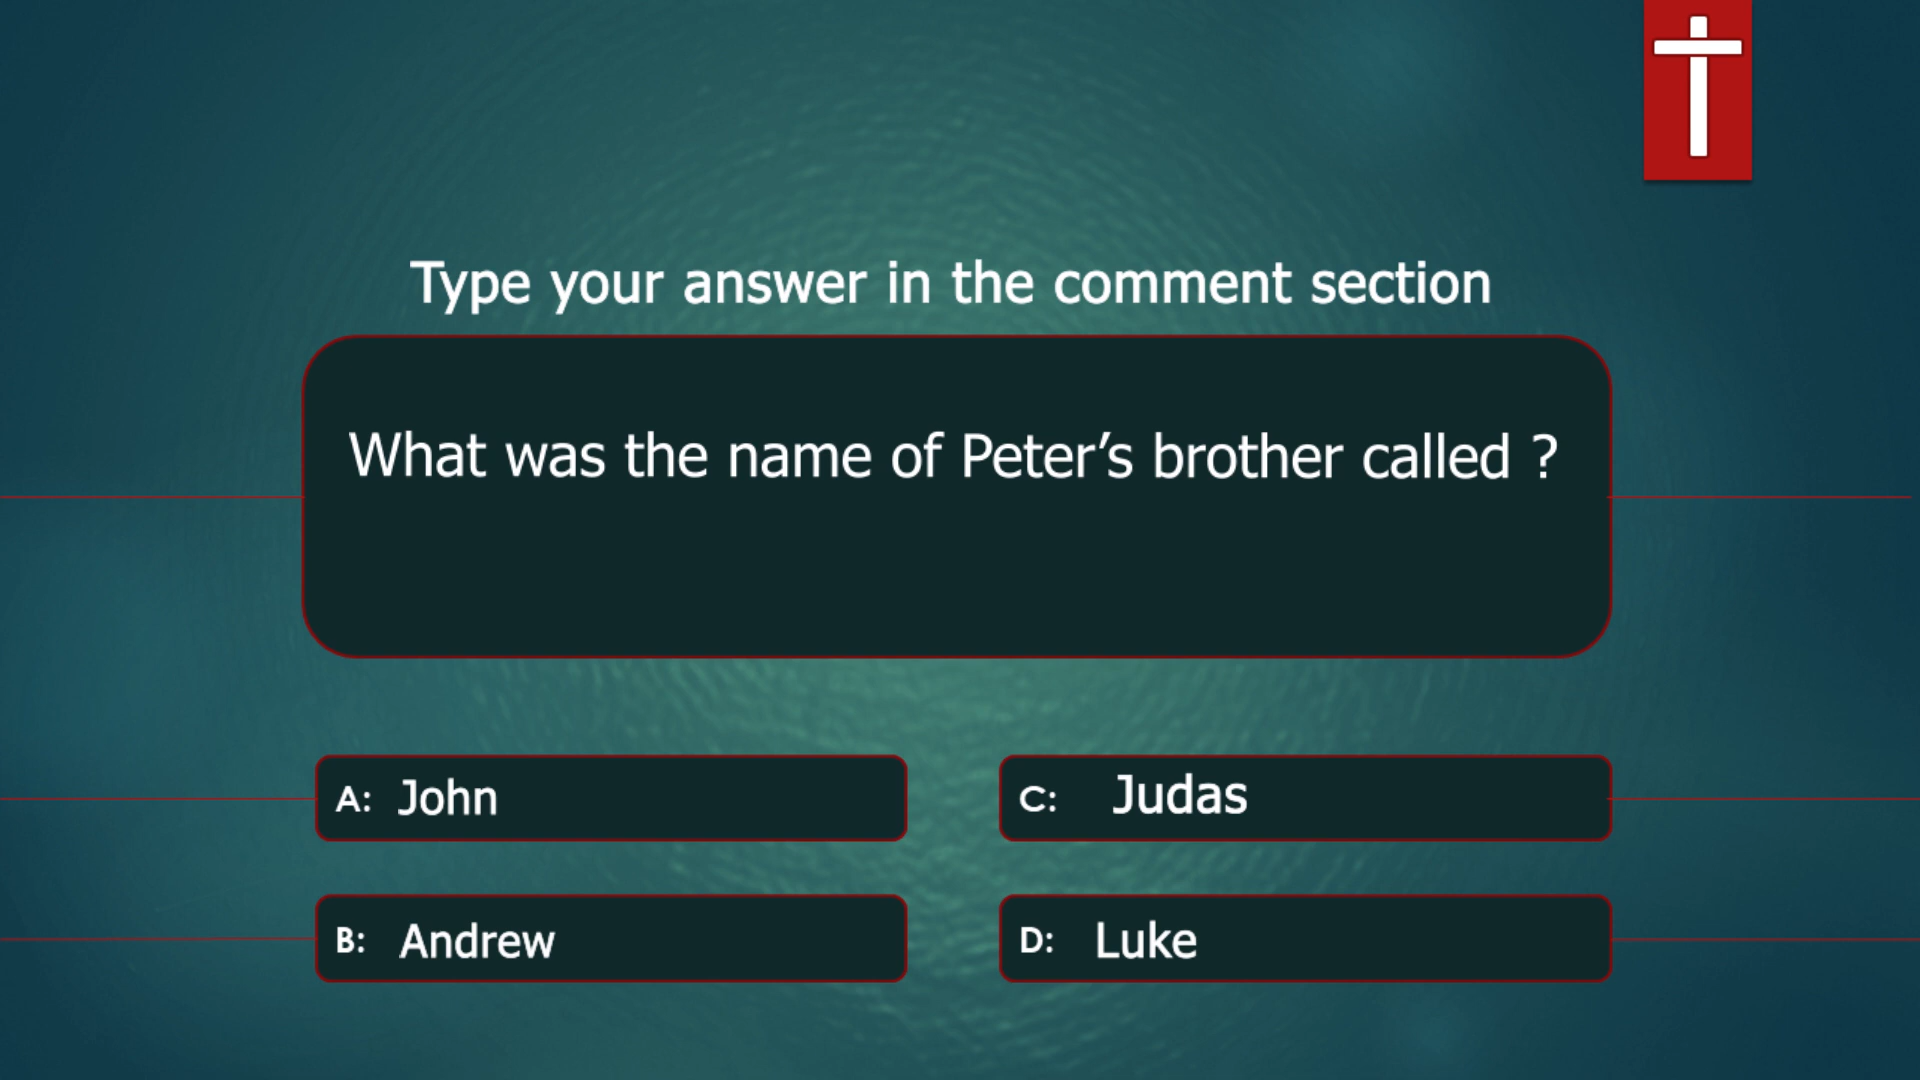 Type your answer in the comment section
What was the name of Peter’s brother called ?
A: John
C: Judas
B: Andrew
D: Luke